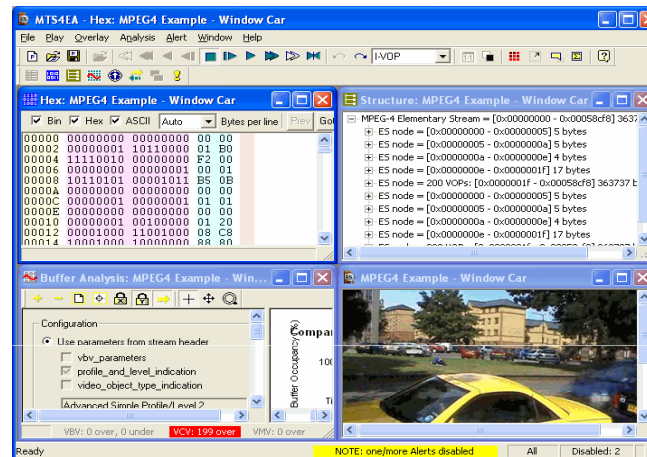 MTS4EA - Hex: MPEG4 Example - Window Car
File Play Overlay Analysis Alert Window Help
I-VOP
Hex: MPEG4 Example - Window Car
Bin Hex ASCII Auto Bytes per line Prev Got
00000 00000000 00000000 00 00
00002 00000001 10110000 01 B0
00004 11110010 00000000 F2 00
00006 00000000 00000001 00 01
00008 10110101 00001011 B5 0B
0000A 00000000 00000000 00 00
0000C 00000001 00000001 01 01
0000E 00000000 00000000 00 00
00010 00000001 00100000 01 20
00012 00001000 11001000 08 C8
00014 10001000 10000000 88 80
Structure: MPEG4 Example - Window Car
MPEG-4 Elementary Stream = [0x00000000 - 0x00058cf8] 3637
ES node = [0x00000000 - 0x00000005] 5 bytes
ES node = [0x00000005 - 0x0000000a] 5 bytes
ES node = [0x0000000a - 0x0000000e] 4 bytes
ES node = [0x0000000e - 0x0000001f] 17 bytes
ES node = 200 VOPs: [0x0000001f - 0x00058cf8] 363737 b
ES node = [0x00000000 - 0x00000005] 5 bytes
ES node = [0x00000005 - 0x0000000a] 5 bytes
ES node = [0x0000000a - 0x0000000e] 4 bytes
ES node = [0x0000000e - 0x0000001f] 17 bytes
Buffer Analysis: MPEG4 Example - Win...
Configuration
Use parameters from stream header
vbv_parameters
profile_and_level_indication
video_object_type_indication
Advanced Simple Profile/Level 2
Compa
Buffer Occupancy (%)
100
Ti
VBV: 0 over, 0 under VCV: 199 over VMV: 0 over
MPEG4 Example - Window Car
Ready NOTE: one/more Alerts disabled All Disabled: 2